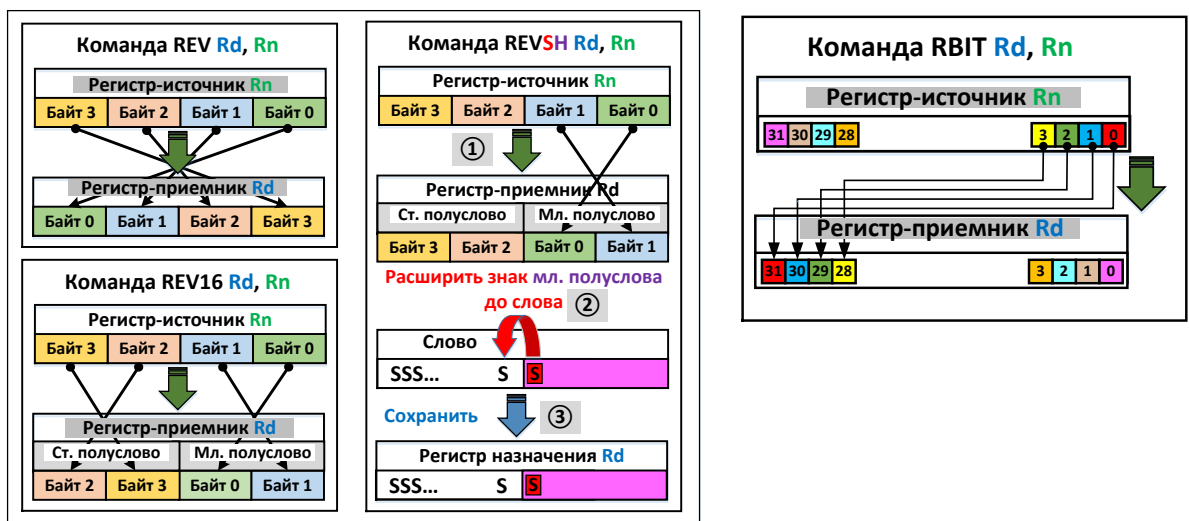 Команда REV Rd, Rn
Регистр-источник Rn
Байт 3 Байт 2 Байт 1 Байт 0
Регистр-приемник Rd
Байт 0 Байт 1 Байт 2 Байт 3
Команда REV16 Rd, Rn
Регистр-источник Rn
Байт 3 Байт 2 Байт 1 Байт 0
Регистр-приемник Rd
Ст. полуслово Мл. полуслово
Байт 2 Байт 3 Байт 0 Байт 1
Команда REVSH Rd, Rn
Регистр-источник Rn
Байт 3 Байт 2 Байт 1 Байт 0
①
Регистр-приемник Rd
Ст. полуслово Мл. полуслово
Байт 3 Байт 2 Байт 0 Байт 1
Расширить знак мл. полуслова
до слова ②
Слово
SSS... S S
Сохранить ③
Регистр назначения Rd
SSS... S S
Команда RBIT Rd, Rn
Регистр-источник Rn
31 30 29 28 3 2 1 0
Регистр-приемник Rd
31 30 29 28 3 2 1 0